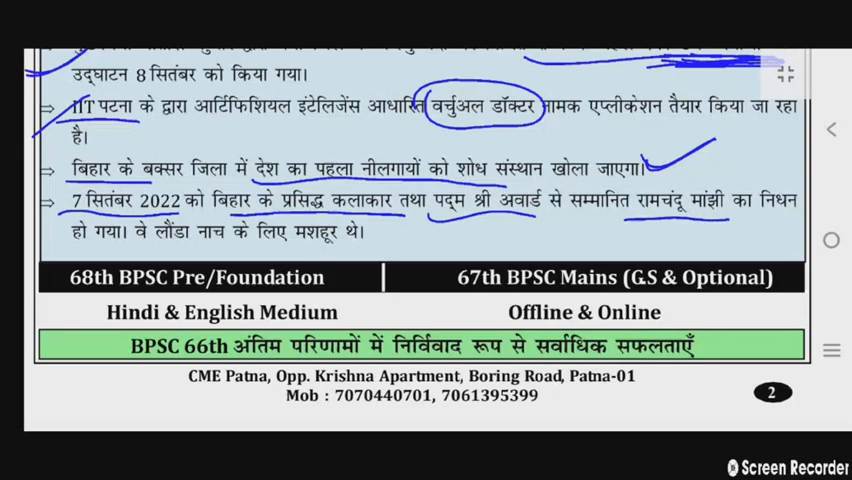 उद्घाटन 8 सितंबर को किया गया।
⇒ IIT पटना के द्वारा आर्टिफिशियल इंटेलिजेंस आधारित वर्चुअल डॉक्टर नामक एप्लीकेशन तैयार किया जा रहा
है।
⇒ बिहार के बक्सर जिला में देश का पहला नीलगायों को शोध संस्थान खोला जाएगा।
⇒ 7 सितंबर 2022 को बिहार के प्रसिद्ध कलाकार तथा पद्म श्री अवार्ड से सम्मानित रामचंदू मांझी का निधन
हो गया। वे लौंडा नाच के लिए मशहूर थे।
68th BPSC Pre/Foundation 67th BPSC Mains (G.S & Optional)
Hindi & English Medium Offline & Online
BPSC 66th अंतिम परिणामों में निर्विवाद रूप से सर्वाधिक सफलताएँ
CME Patna, Opp. Krishna Apartment, Boring Road, Patna-01
Mob : 7070440701, 7061395399
2
Screen Recorder